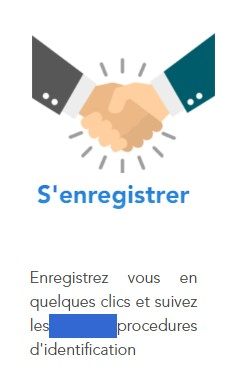 S'enregistrer
Enregistrez vous en
quelques clics et suivez
les procedures
d'identification